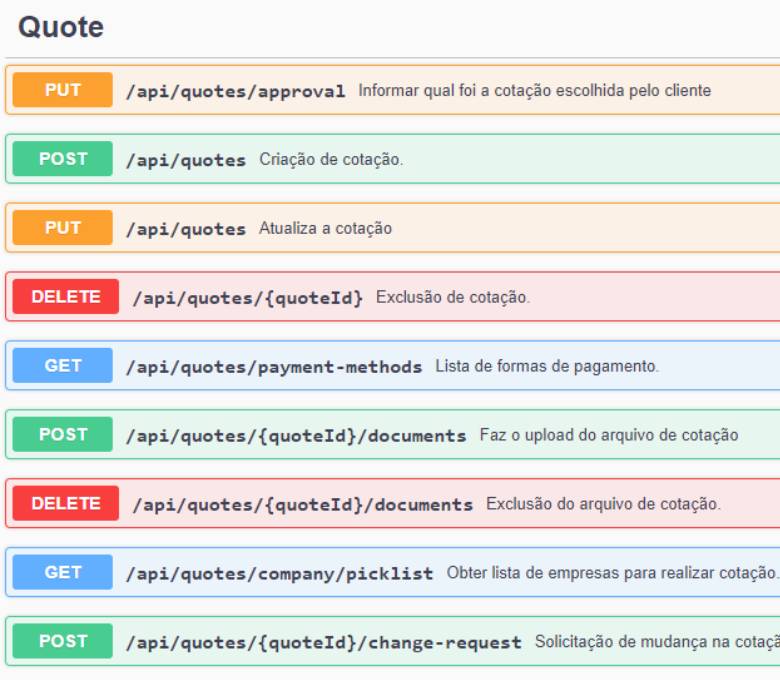 Quote
PUT /api/quotes/approval Informar qual foi a cotação escolhida pelo cliente
POST /api/quotes Criação de cotação.
PUT /api/quotes Atualiza a cotação
DELETE /api/quotes/{quoteId} Exclusão de cotação.
GET /api/quotes/payment-methods Lista de formas de pagamento.
POST /api/quotes/{quoteId}/documents Faz o upload do arquivo de cotação
DELETE /api/quotes/{quoteId}/documents Exclusão do arquivo de cotação.
GET /api/quotes/company/picklist Obter lista de empresas para realizar cotação.
POST /api/quotes/{quoteId}/change-request Solicitação de mudança na